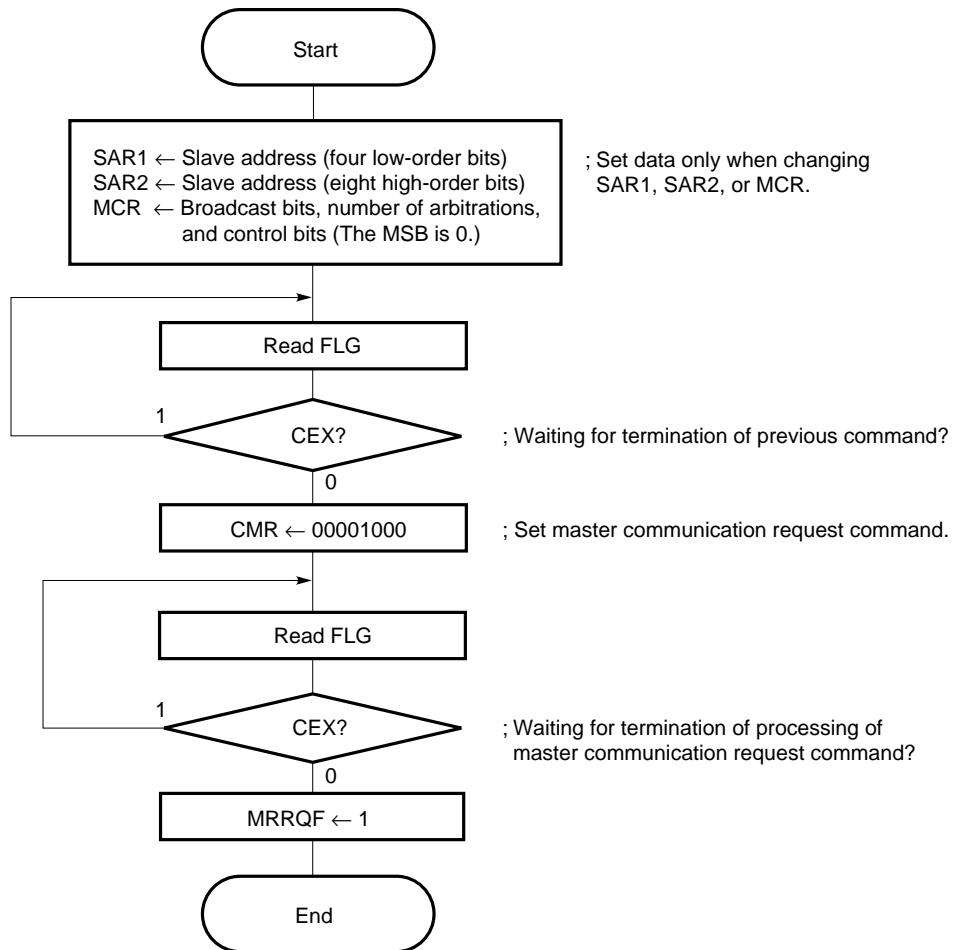 Start
SAR1 ← Slave address (four low-order bits)
SAR2 ← Slave address (eight high-order bits)
MCR ← Broadcast bits, number of arbitrations,
and control bits (The MSB is 0.)
; Set data only when changing
SAR1, SAR2, or MCR.
Read FLG
1
CEX?
; Waiting for termination of previous command?
0
CMR ← 00001000
; Set master communication request command.
Read FLG
1
CEX?
; Waiting for termination of processing of
master communication request command?
0
MRRQF ← 1
End